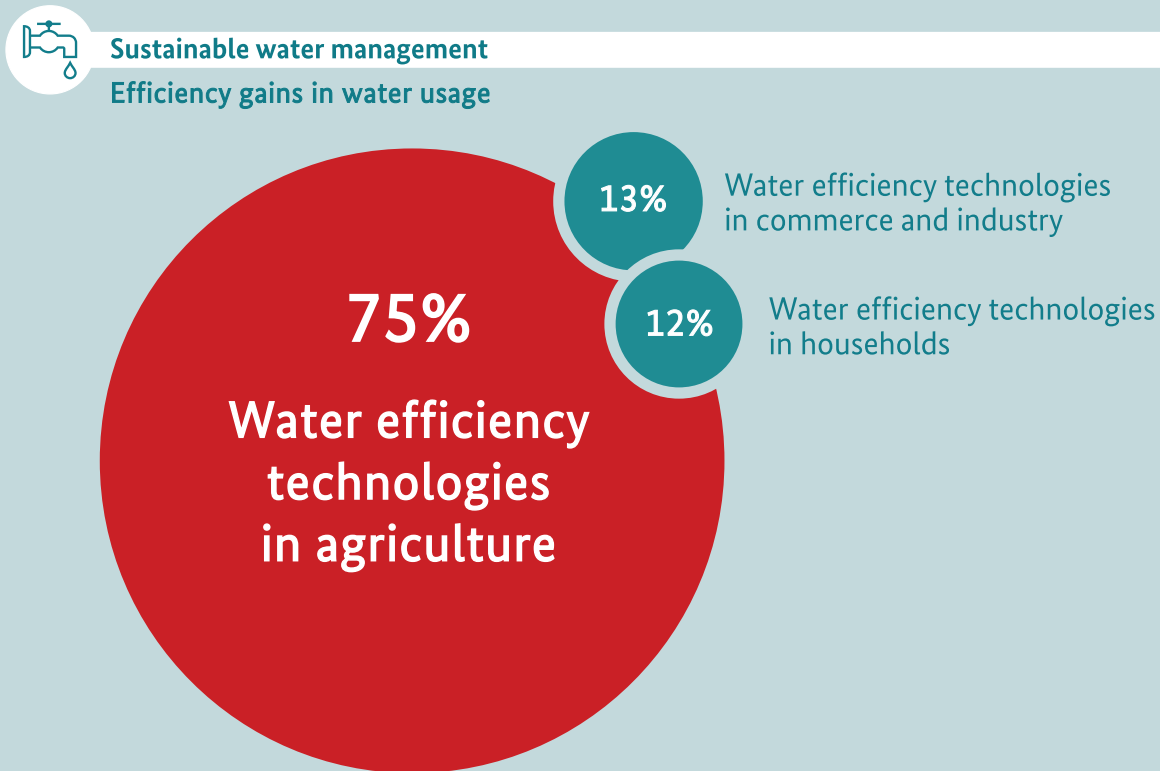 Sustainable water management
Efficiency gains in water usage
13%
Water efficiency technologies
in commerce and industry
75%
12%
Water efficiency technologies
in households
Water efficiency
technologies
in agriculture